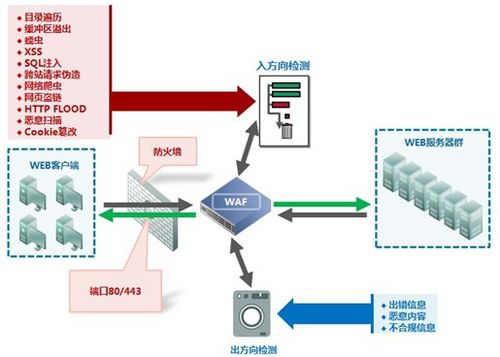 目录遍历
缓冲区溢出
蠕虫
XSS
SQL注入
跨站请求伪造
网络爬虫
网页盗链
HTTP FLOOD
恶意扫描
Cookie篡改
入方向检测
WEB客户端
防火墙
WAF
WEB服务器群
端口80/443
出方向检测
出错信息
恶意内容
不合规信息